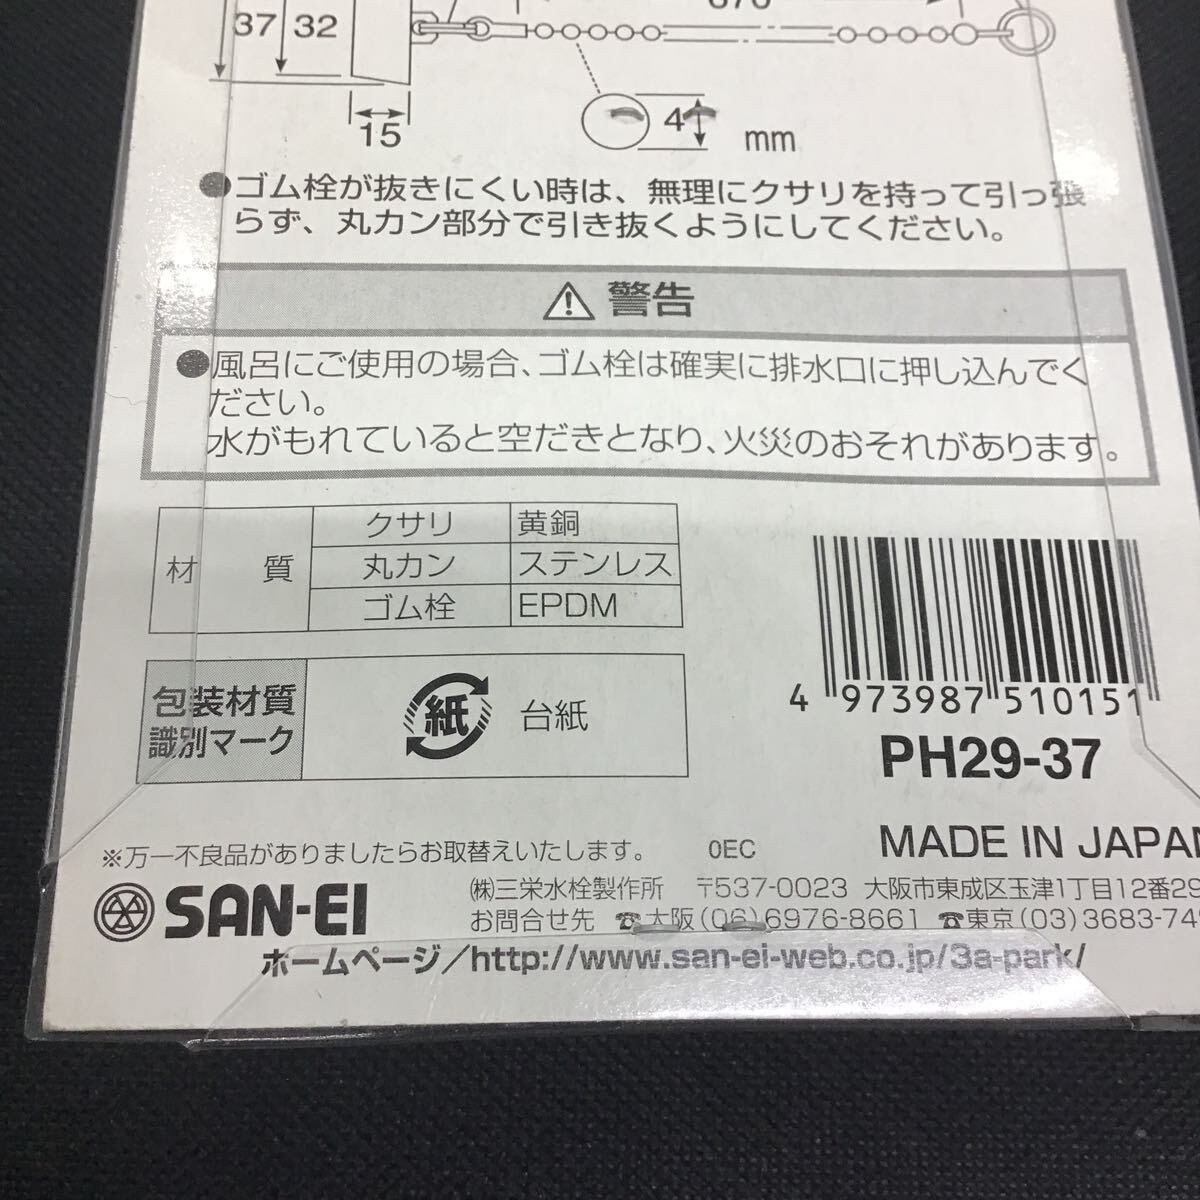 37 32
15
4
mm
●ゴム栓が抜きにくい時は、無理にクサリを持って引っ張
らず、丸カン部分で引き抜くようにしてください。
⚠ 警告
●風呂にご使用の場合、ゴム栓は確実に排水口に押し込んでく
ださい。
水がもれていると空だきとなり、火災のおそれがあります。
材質
クサリ 黄銅
丸カン ステンレス
ゴム栓 EPDM
包装材質
識別マーク
紙 台紙
4 973987 510151
PH29-37
※万一不良品がありましたらお取替えいたします。 0EC
MADE IN JAPAN
SAN-EI
㈱三栄水栓製作所 〒537-0023 大阪市東成区玉津1丁目12番29
お問合せ先 ☎大阪(06)6976-8661 ☎東京(03)3683-74
ホームページ/http://www.san-ei-web.co.jp/3a-park/